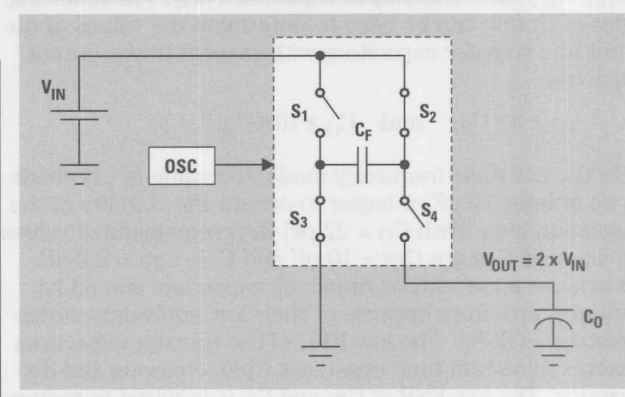 V_IN
S_1
S_2
C_F
OSC
S_3
S_4
V_OUT = 2 x V_IN
C_O